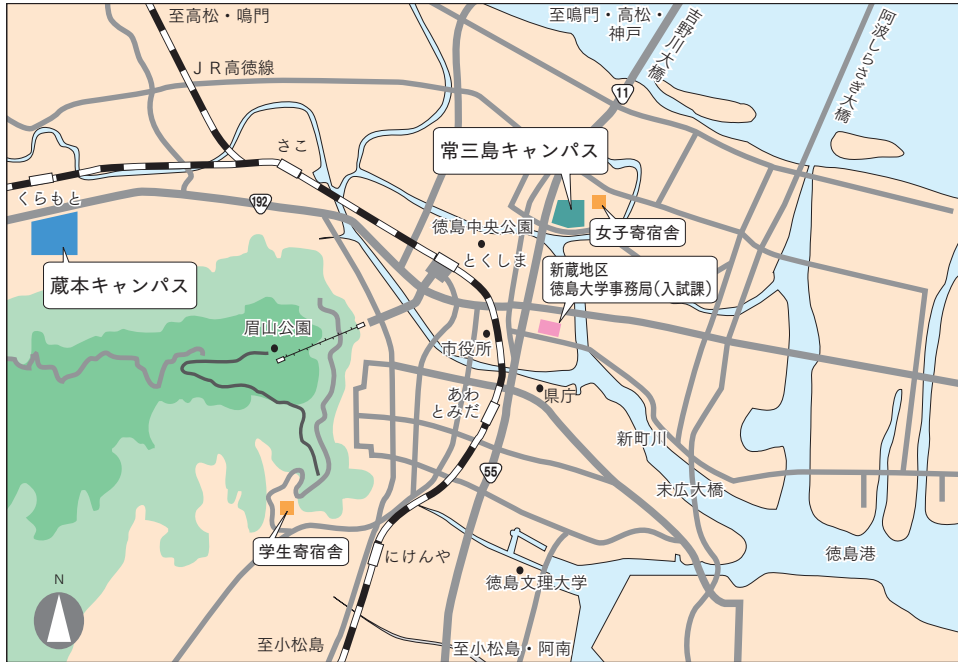 至高松・鳴門
至鳴門・高松・
神戸
吉野川大橋
阿波しらさぎ大橋
ＪＲ高徳線
11
さこ
常三島キャンパス
くらもと
192
徳島中央公園
女子寄宿舎
とくしま
新蔵地区
徳島大学事務局(入試課)
蔵本キャンパス
眉山公園
市役所
あわ
とみだ
県庁
新町川
55
末広大橋
学生寄宿舎
にけんや
徳島港
徳島文理大学
N
至小松島
至小松島・阿南